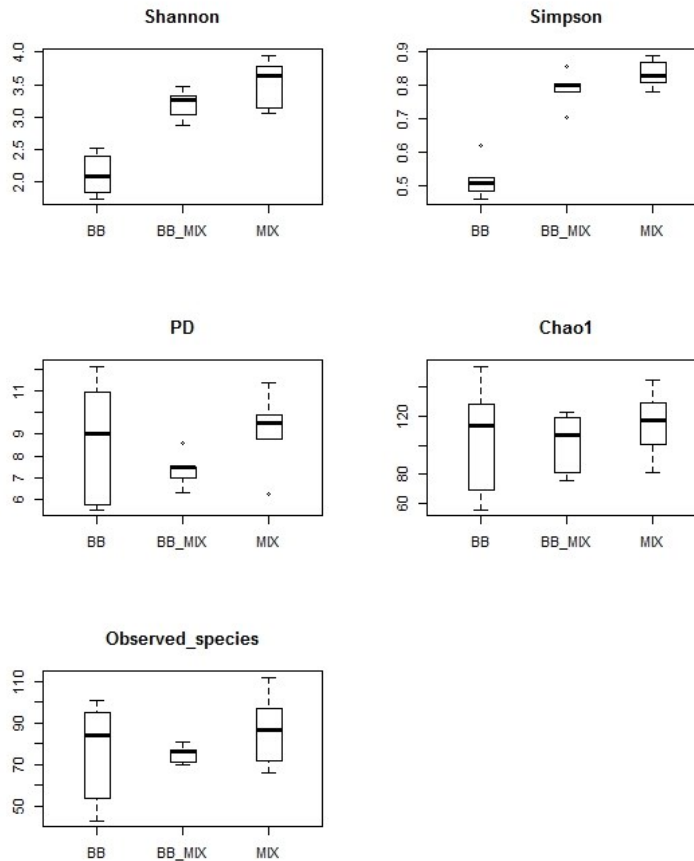 Shannon
4.0
3.5
3.0
2.5
2.0
BB BB_MIX MIX
Simpson
0.9
0.8
0.7
0.6
0.5
BB BB_MIX MIX
PD
11
9
8
7
6
BB BB_MIX MIX
Chao1
120
80
60
BB BB_MIX MIX
Observed_species
110
90
70
50
BB BB_MIX MIX